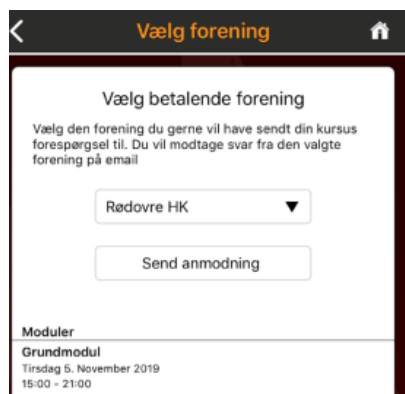 Vælg forening
Vælg betalende forening
Vælg den forening du gerne vil have sendt din kursus
forespørgsel til. Du vil modtage svar fra den valgte
forening på email
Rødovre HK
Send anmodning
Moduler
Grundmodul
Tirsdag 5. November 2019
15:00 - 21:00